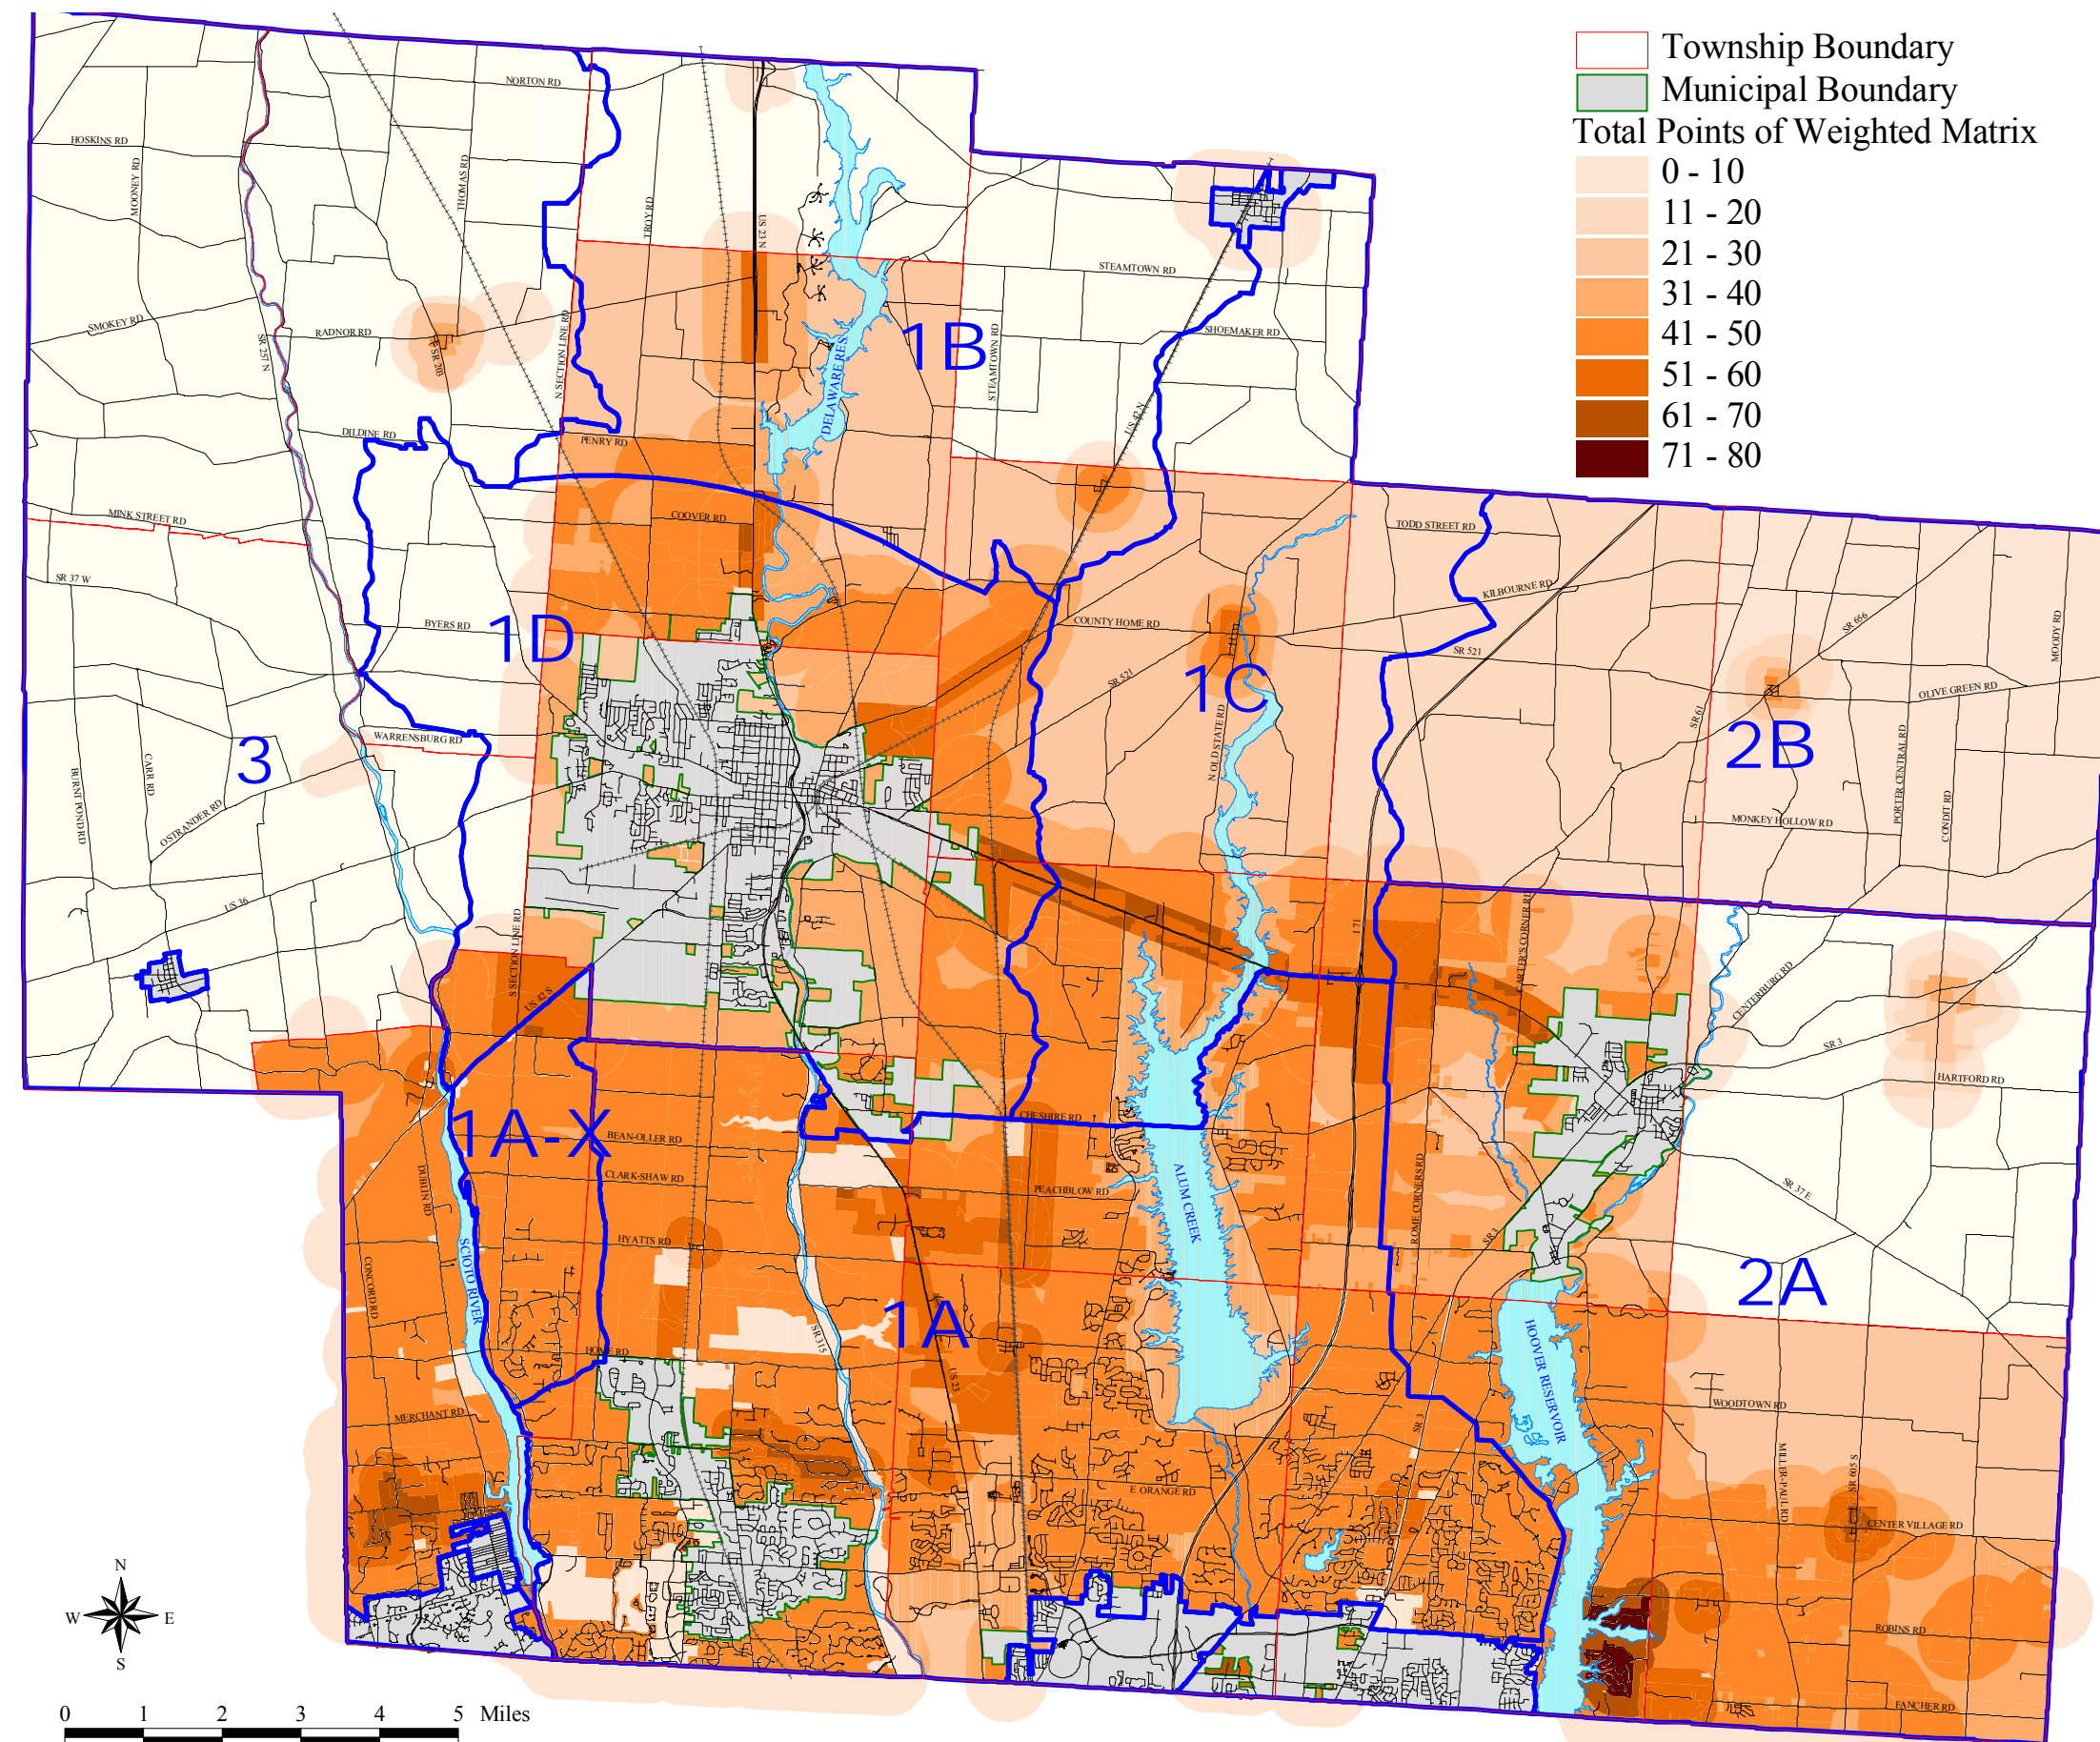 Township Boundary
Municipal Boundary
Total Points of Weighted Matrix
0 - 10
11 - 20
21 - 30
31 - 40
41 - 50
51 - 60
61 - 70
71 - 80
NORTON RD
HOSKINS RD
MOONEY RD
THOMAS RD
TROY RD
US 23 N
STEAMTOWN RD
SMOKEY RD
RADNOR RD
SR 257 N
SR 203
N SECTION LINE RD
DELAWARE RES
1B
STEAMTOWN RD
SHOEMAKER RD
US 42 N
DILDINE RD
PENRY RD
MINK STREET RD
COOVER RD
TODD STREET RD
SR 37 W
KILBOURNE RD
BYERS RD
1D
COUNTY HOME RD
SR 521
SR 656
MOODY RD
SR 521
1C
OLIVE GREEN RD
N OLD STATE RD
SR 61
2B
WARRENSBURG RD
3
CARR RD
BURNT POND RD
OSTRANDER RD
PORTER CENTRAL RD
CONDIT RD
MONKEY HOLLOW RD
US 36
S SECTION LINE RD
US 42 S
I 71
CARTER'S CORNER RD
CENTERBURG RD
SR 3
HARTFORD RD
1A-X
BEAN-OLLER RD
CHESHIRE RD
CLARK-SHAW RD
DUBLIN RD
PEACHBLOW RD
ALUM CREEK
ROME CORNERS RD
SR 37 E
SR 3
HYATTS RD
SCIOTO RIVER
CONCORD RD
2A
1A
SR 315
HOME RD
US 23
HOOVER RESERVOIR
MERCHANT RD
WOODTOWN RD
SR 3
MILLER-PAUL RD
S SR 605
E ORANGE RD
CENTER VILLAGE RD
ROBINS RD
FANCHER RD
N
W
E
S
0 1 2 3 4 5 Miles